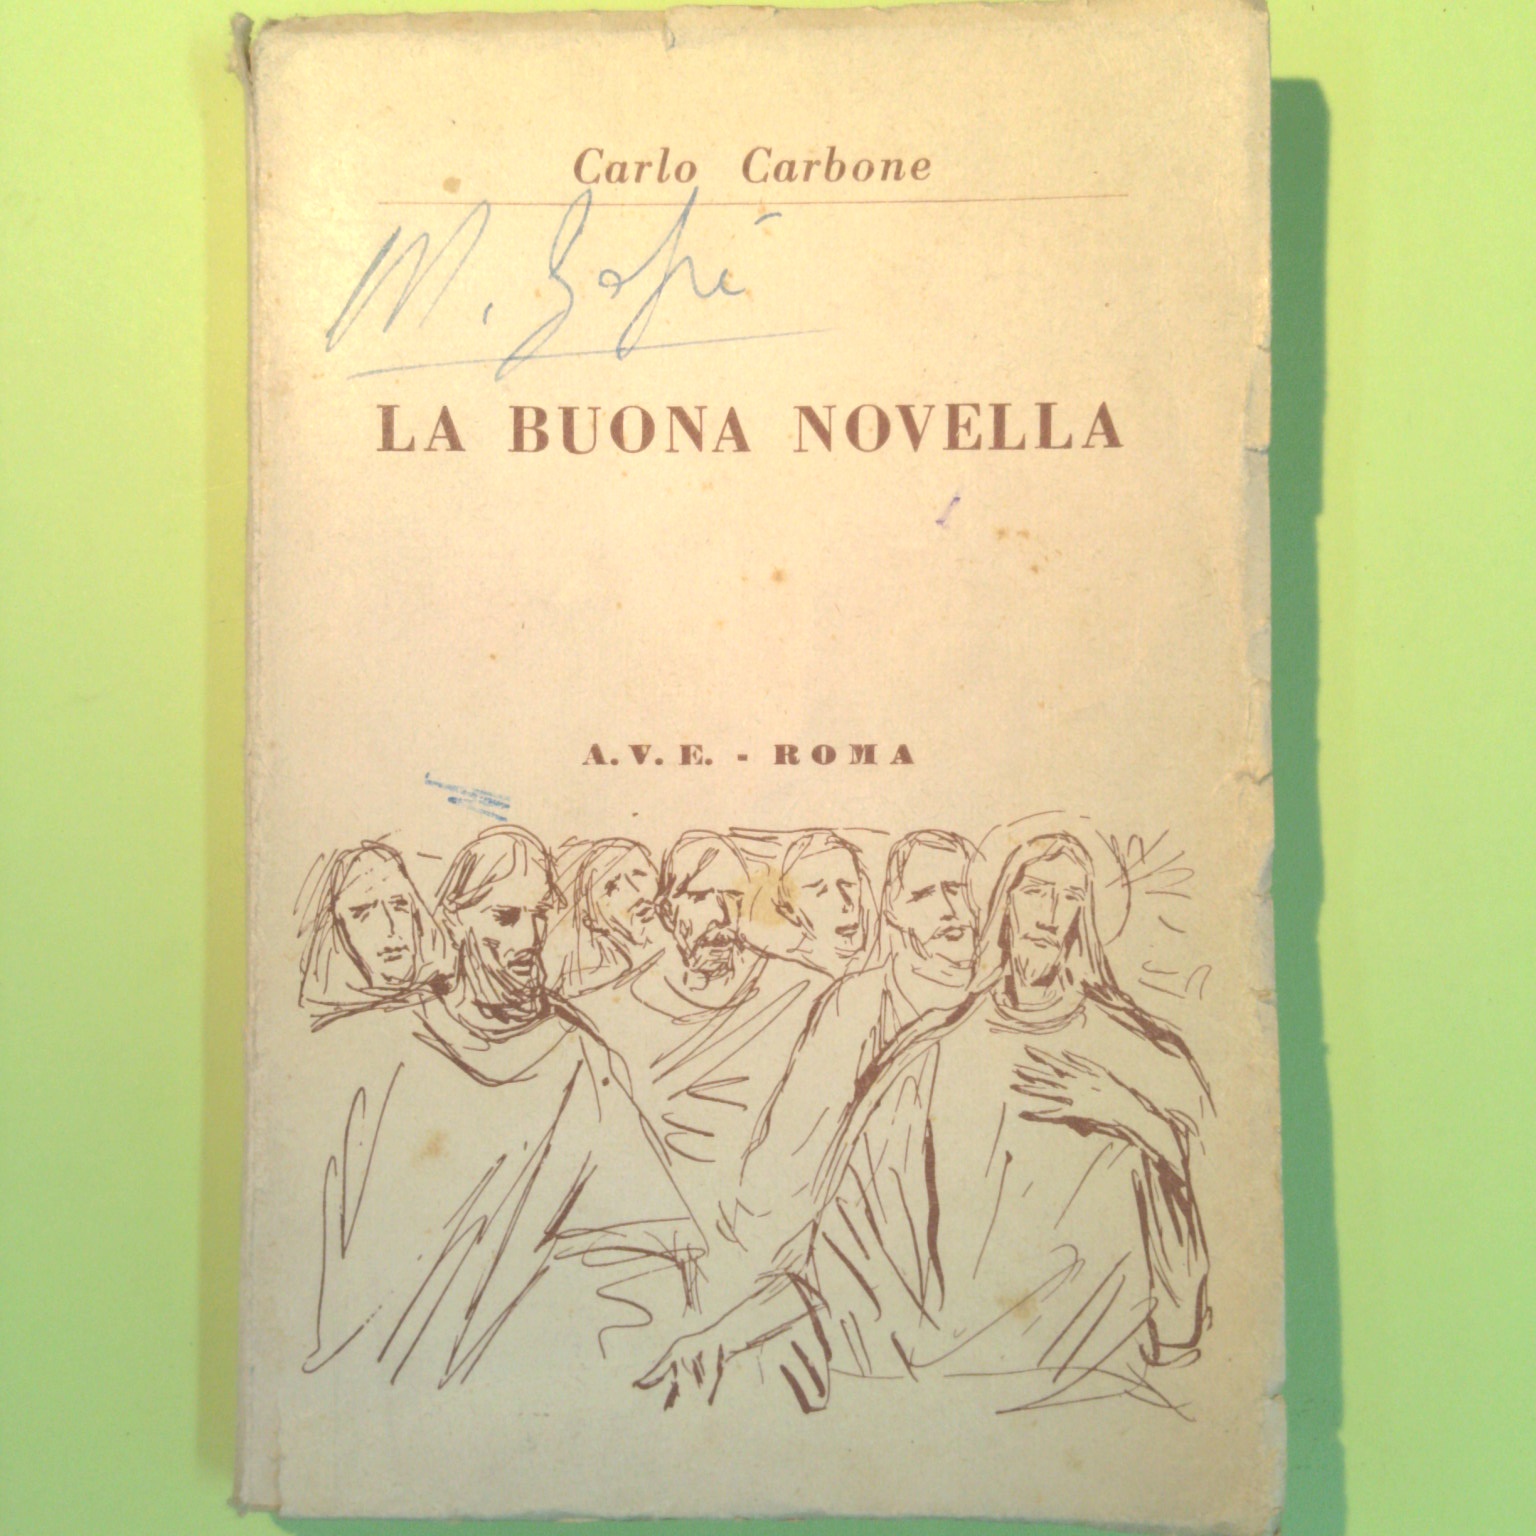 Carlo Carbone
LA BUONA NOVELLA
A.V.E. - ROMA